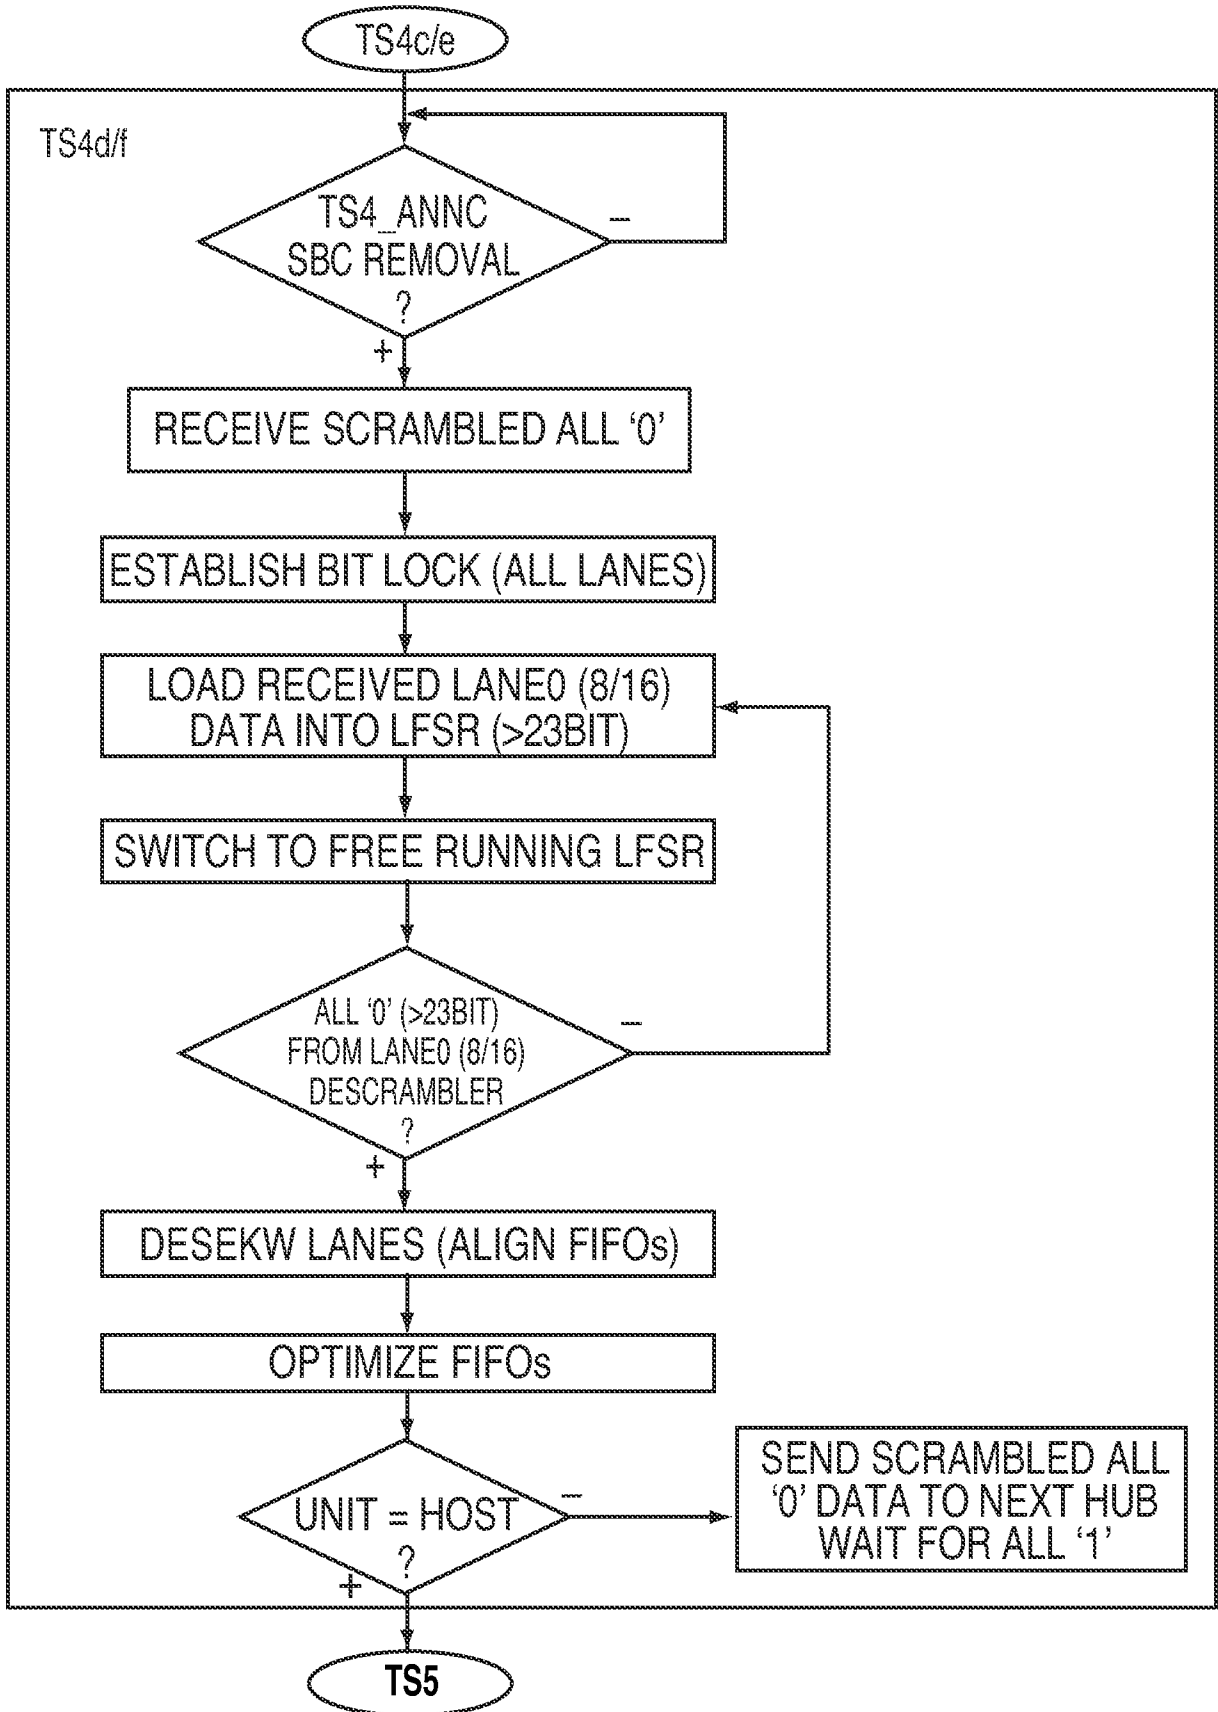 TS4c/e
TS4d/f
TS4_ANNC
SBC REMOVAL
?
–
+
RECEIVE SCRAMBLED ALL ‘0’
ESTABLISH BIT LOCK (ALL LANES)
LOAD RECEIVED LANE0 (8/16)
DATA INTO LFSR (>23BIT)
SWITCH TO FREE RUNNING LFSR
ALL ‘0’ (>23BIT)
FROM LANE0 (8/16)
DESCRAMBLER
?
–
+
DESEKW LANES (ALIGN FIFOs)
OPTIMIZE FIFOs
UNIT = HOST
?
–
+
SEND SCRAMBLED ALL
‘0’ DATA TO NEXT HUB
WAIT FOR ALL ‘1’
TS5